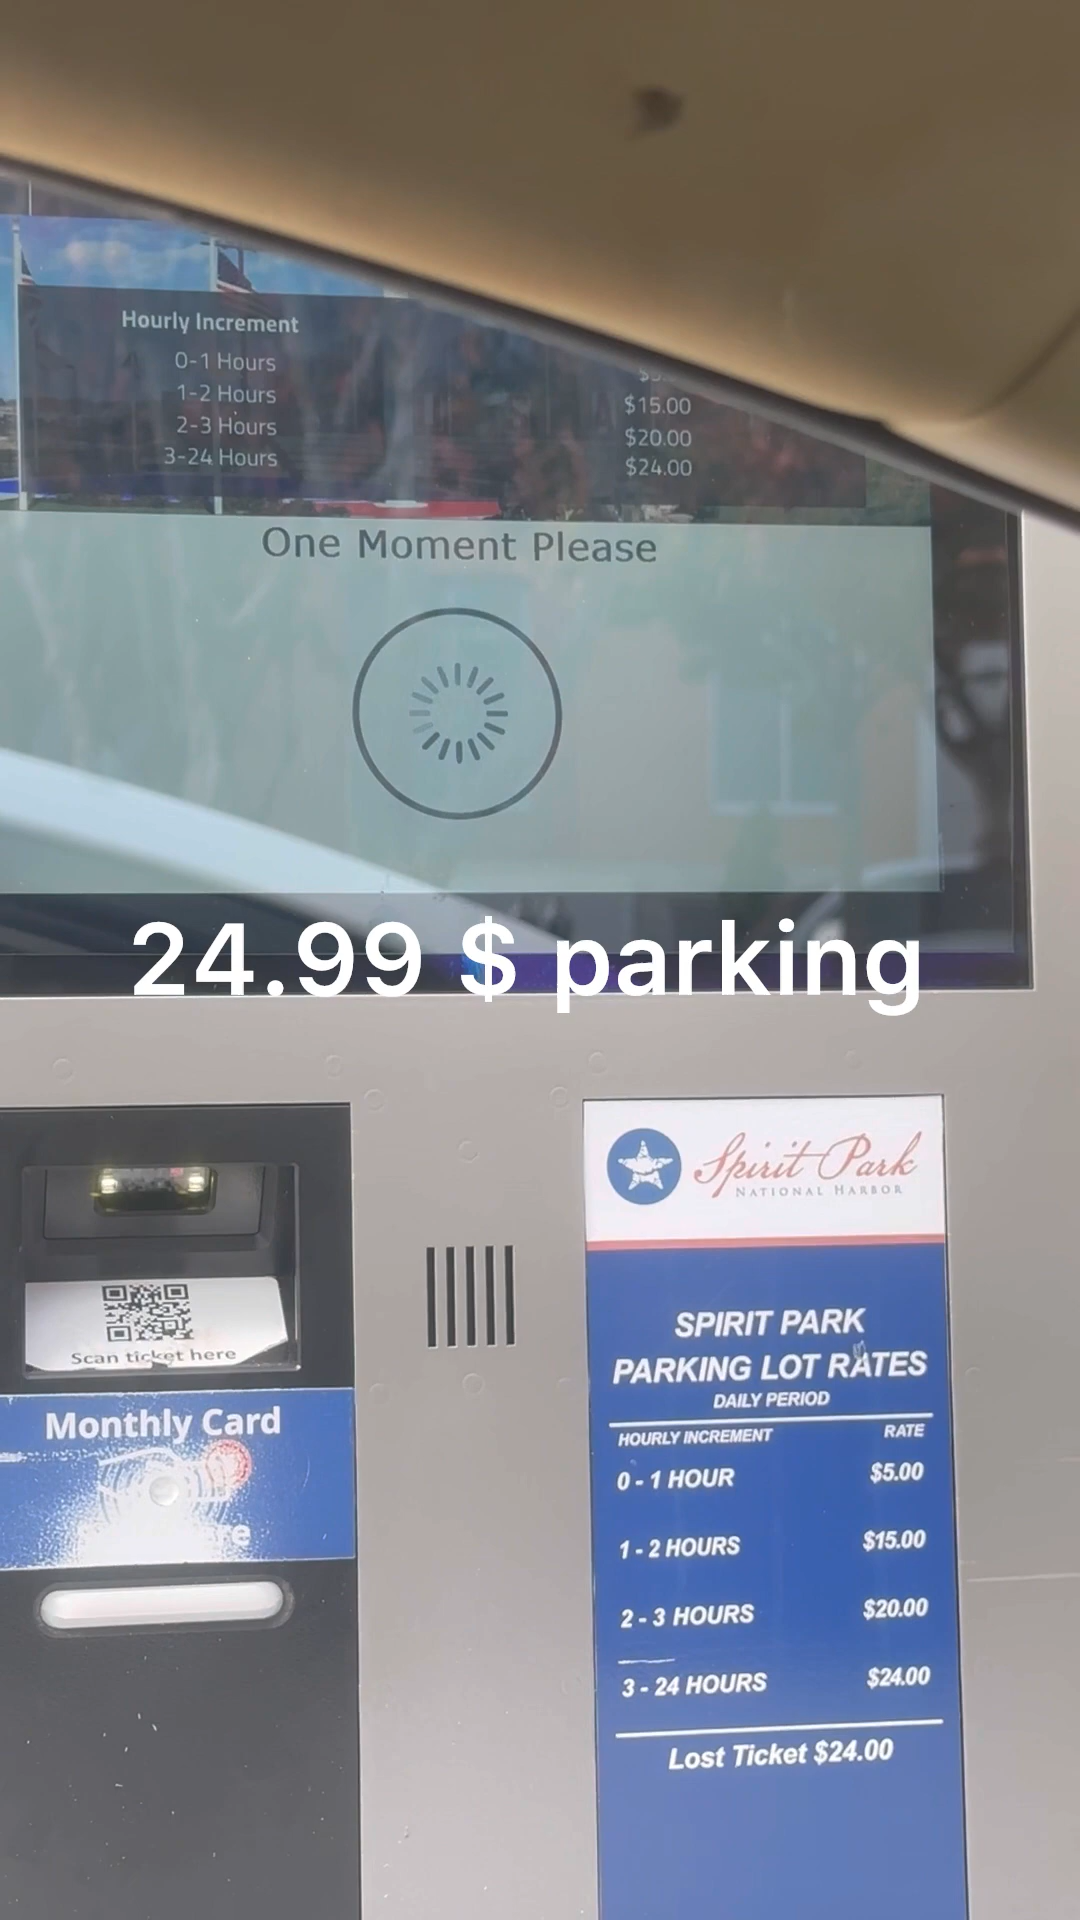 Hourly Increment
0-1 Hours
1-2 Hours $15.00
2-3 Hours $20.00
3-24 Hours $24.00
One Moment Please
24.99 $ parking
Scan ticket here
Monthly Card
Spirit Park
NATIONAL HARBOR
SPIRIT PARK
PARKING LOT RATES
DAILY PERIOD
HOURLY INCREMENT RATE
0 - 1 HOUR $5.00
1 - 2 HOURS $15.00
2 - 3 HOURS $20.00
3 - 24 HOURS $24.00
Lost Ticket $24.00